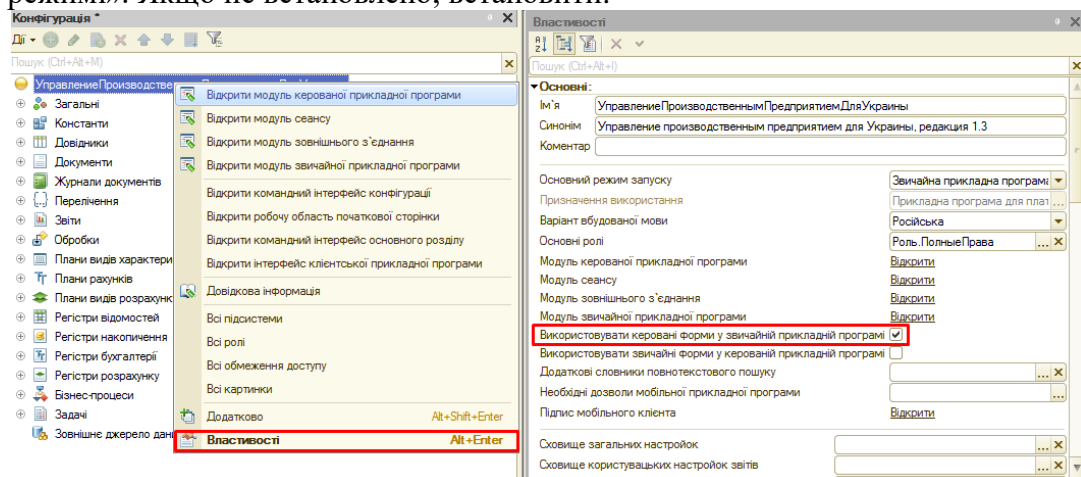 режимі». Якщо не встановлено, встановити.
Конфігурація *
Дії
Пошук (Ctrl+Alt+M)
Загальні
Константи
Довідники
Документи
Журнали документів
Перелічення
Звіти
Обробки
Плани видів характери
Плани рахунків
Плани видів розрахунк
Регістри відомостей
Регістри накопичення
Регістри бухгалтерії
Регістри розрахунку
Бізнес-процеси
Задачі
Зовнішнє джерело дан
Відкрити модуль керованої прикладної програми
Відкрити модуль сеансу
Відкрити модуль зовнішнього з`єднання
Відкрити модуль звичайної прикладної програми
Відкрити командний інтерфейс конфігурації
Відкрити робочу область початкової сторінки
Відкрити командний інтерфейс основного розділу
Відкрити інтерфейс клієнтської прикладної програми
Довідкова інформація
Всі підсистеми
Всі ролі
Всі обмеження доступу
Всі картинки
Додатково Alt+Shift+Enter
Властивості Alt+Enter
Властивості
Пошук (Ctrl+Alt+I)
Основні:
Ім`я УправлениеПроизводственнымПредприятиемДляУкраины
Синонім Управление производственным предприятием для Украины, редакция 1.3
Коментар
Основний режим запуску Звичайна прикладна програма
Призначення використання Прикладна програма для плат ...
Варіант вбудованої мови Російська
Основні ролі Роль.ПолныеПрава ...
Модуль керованої прикладної програми Відкрити
Модуль сеансу Відкрити
Модуль зовнішнього з`єднання Відкрити
Модуль звичайної прикладної програми Відкрити
Використовувати керовані форми у звичайній прикладній програмі
Використовувати звичайні форми у керованій прикладній програмі
Додаткові словники повнотекстового пошуку ...
Необхідні дозволи мобільної прикладної програми ...
Підпис мобільного клієнта Відкрити
Сховище загальних настройок ...
Сховище користувацьких настройок звітів ...